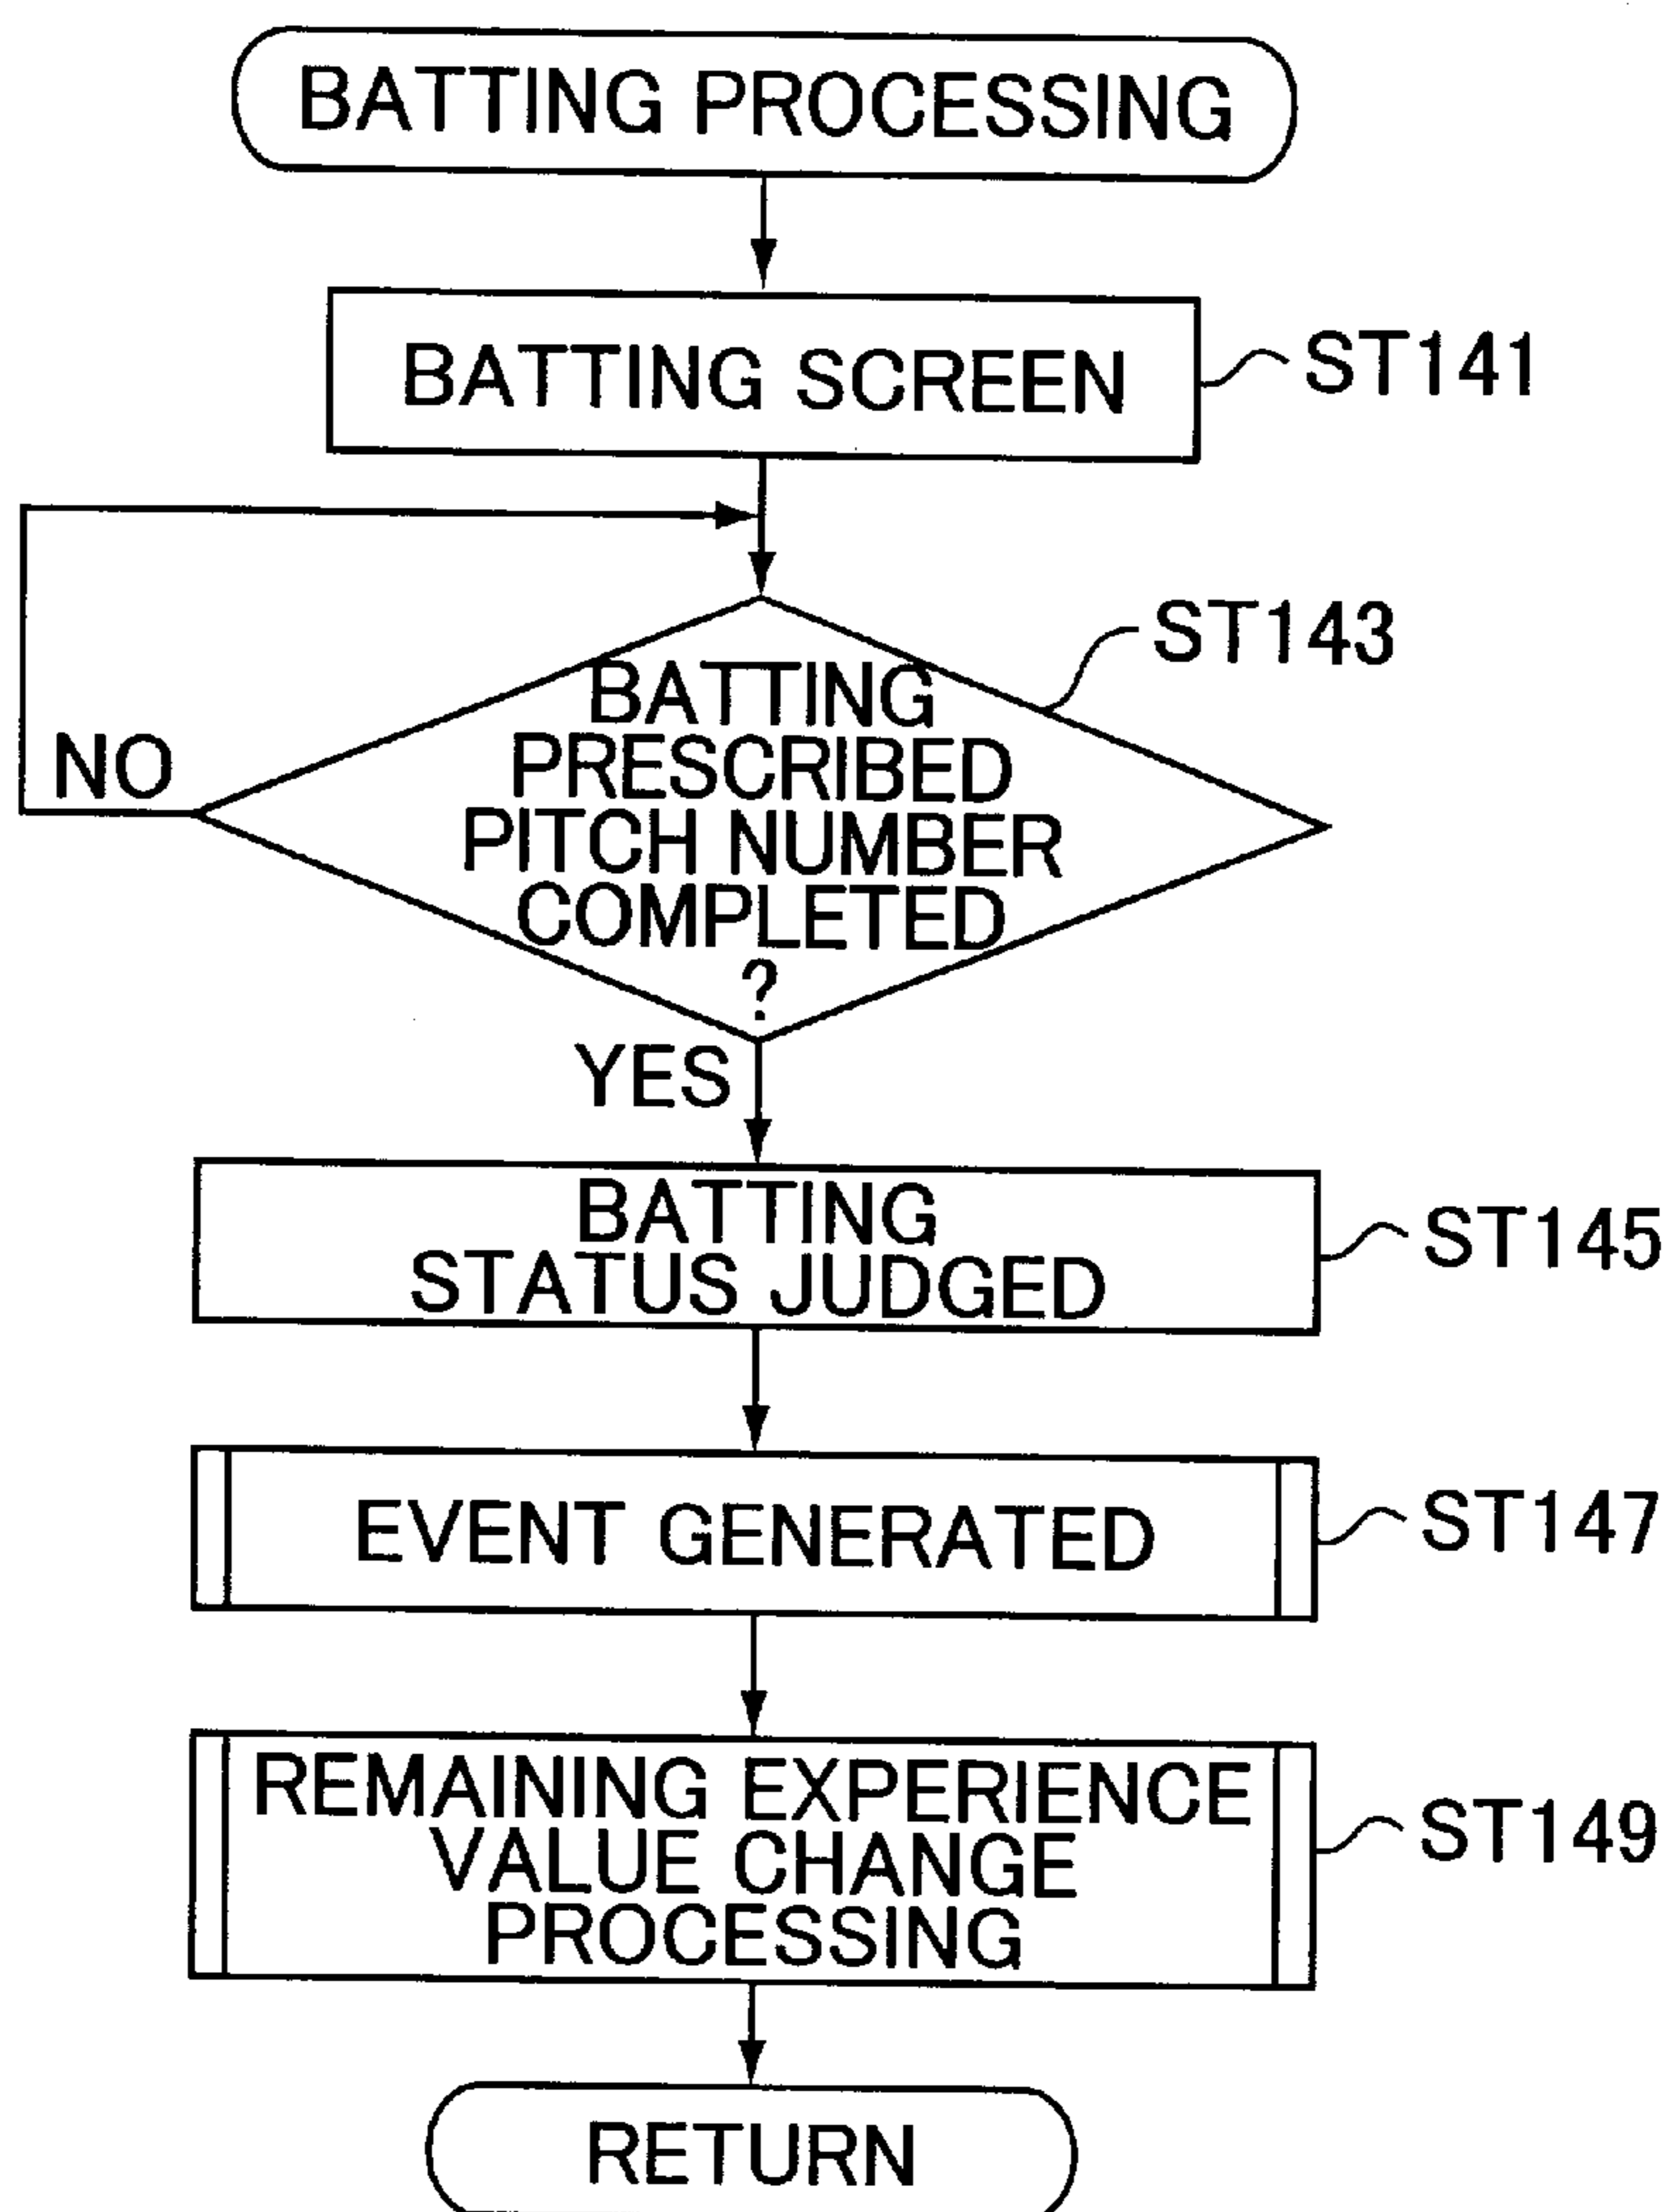 BATTING PROCESSING
BATTING SCREEN
ST141
ST143
BATTING
PRESCRIBED
PITCH NUMBER
COMPLETED
?
NO
YES
BATTING
STATUS JUDGED
ST145
EVENT GENERATED
ST147
REMAINING EXPERIENCE
VALUE CHANGE
PROCESSING
ST149
RETURN